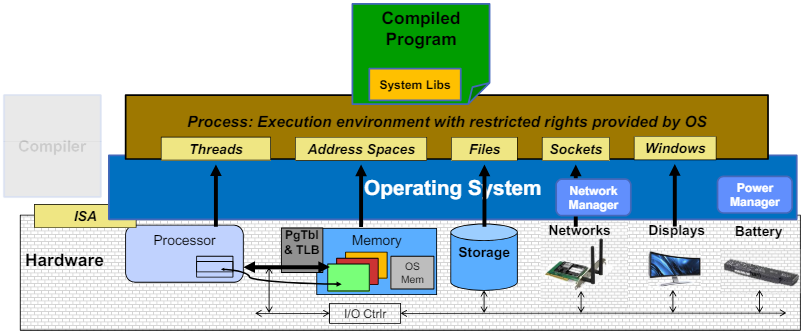 Compiled
Program
System Libs
Process: Execution environment with restricted rights provided by OS
Compiler
Threads
Address Spaces
Files
Sockets
Windows
Operating System
Network
Manager
Power
Manager
ISA
Hardware
Processor
PgTbl
& TLB
Memory
OS
Mem
Storage
Networks
Displays
Battery
I/O Ctrlr